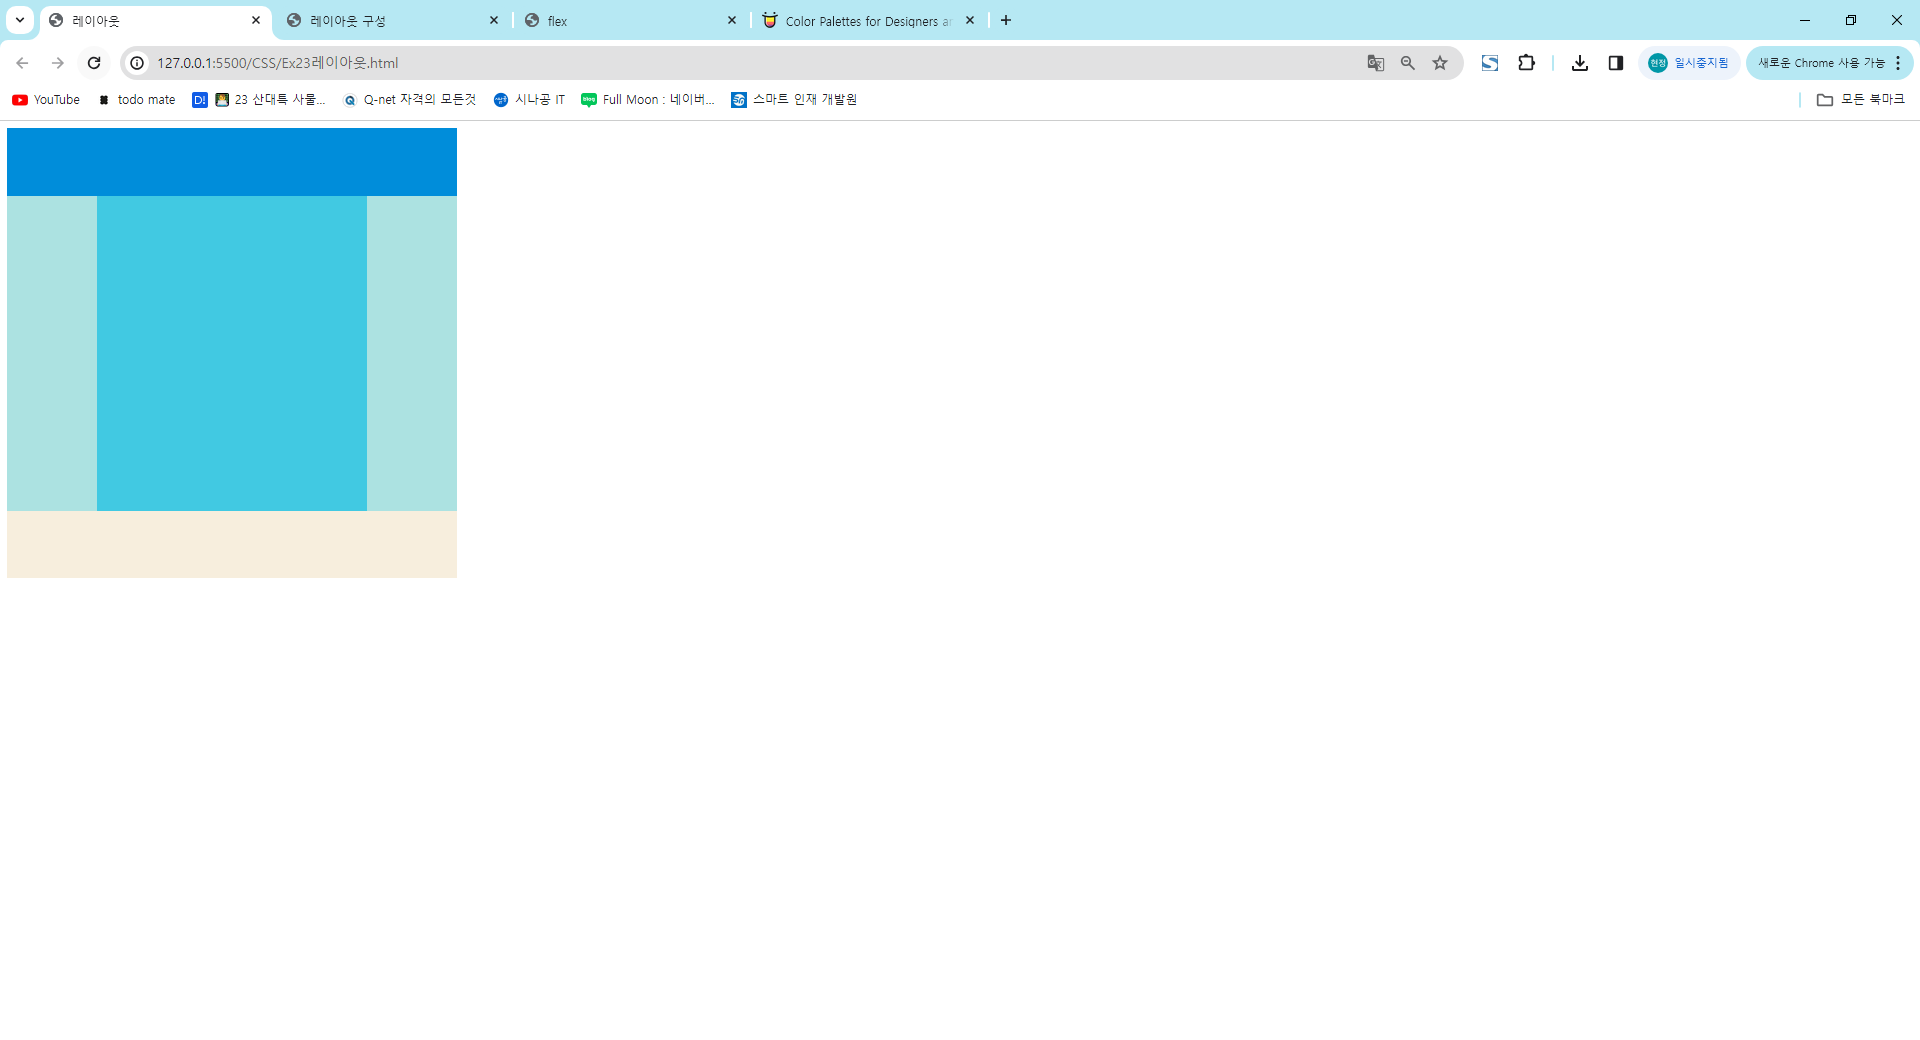 레이아웃
레이아웃 구성
flex
Color Palettes for Designers
127.0.0.1:5500/CSS/Ex23레이아웃.html
현정 일시중지됨
새로운 Chrome 사용 가능
YouTube
todo mate
D!
23 산대특 사물...
Q-net 자격의 모든것
시나공 IT
blog
Full Moon : 네이버...
스마트 인재 개발원
모든 북마크